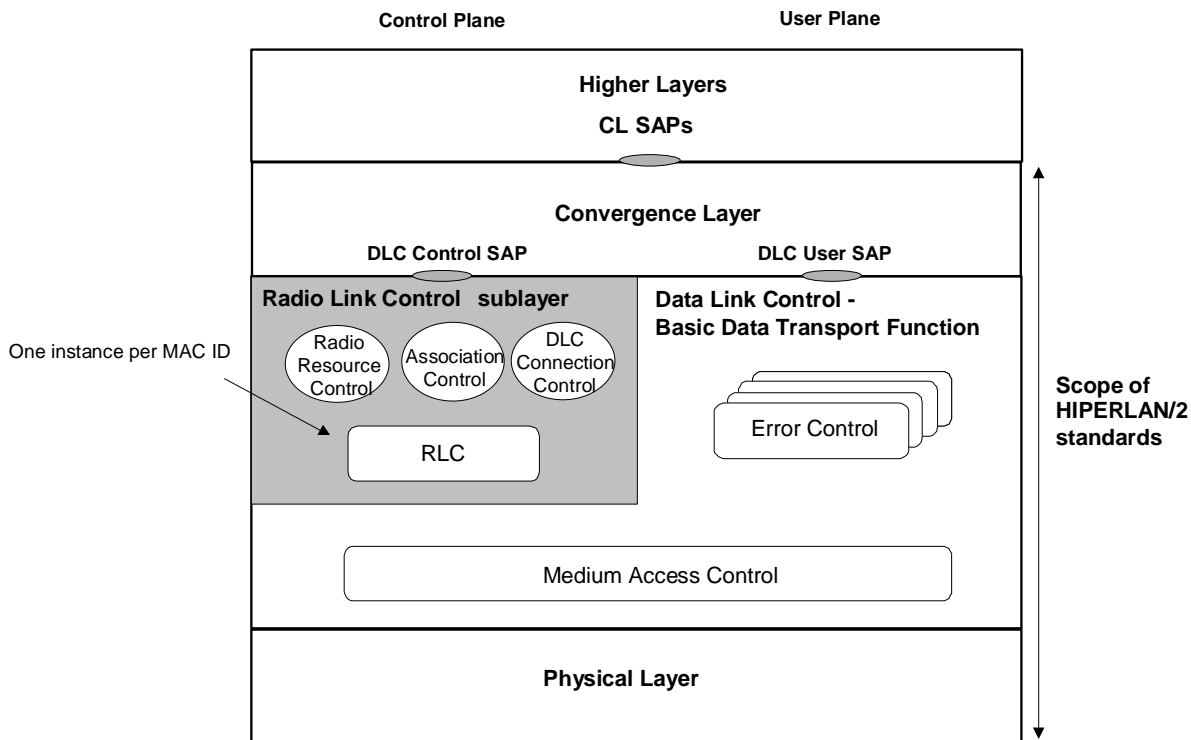 Control Plane
User Plane
Higher Layers
CL SAPs
Convergence Layer
DLC Control SAP
DLC User SAP
Radio Link Control sublayer
Data Link Control -
Basic Data Transport Function
One instance per MAC ID
Radio
Resource
Control
Association
Control
DLC
Connection
Control
RLC
Error Control
Scope of
HIPERLAN/2
standards
Medium Access Control
Physical Layer